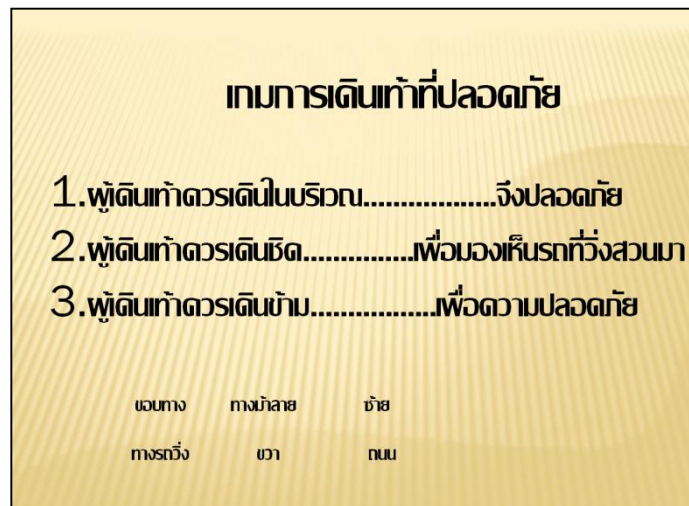 เกมการเดินเท้าที่ปลอดภัย
1.ผู้เดินเท้าควรเดินในบริเวณ..................จึงปลอดภัย
2.ผู้เดินเท้าควรเดินชิด...............เพื่อมองเห็นรถที่วิ่งสวนมา
3.ผู้เดินเท้าควรเดินข้าม.................เพื่อความปลอดภัย
ขอบทาง ทางม้าลาย ซ้าย
ทางรถวิ่ง ขวา ถนน